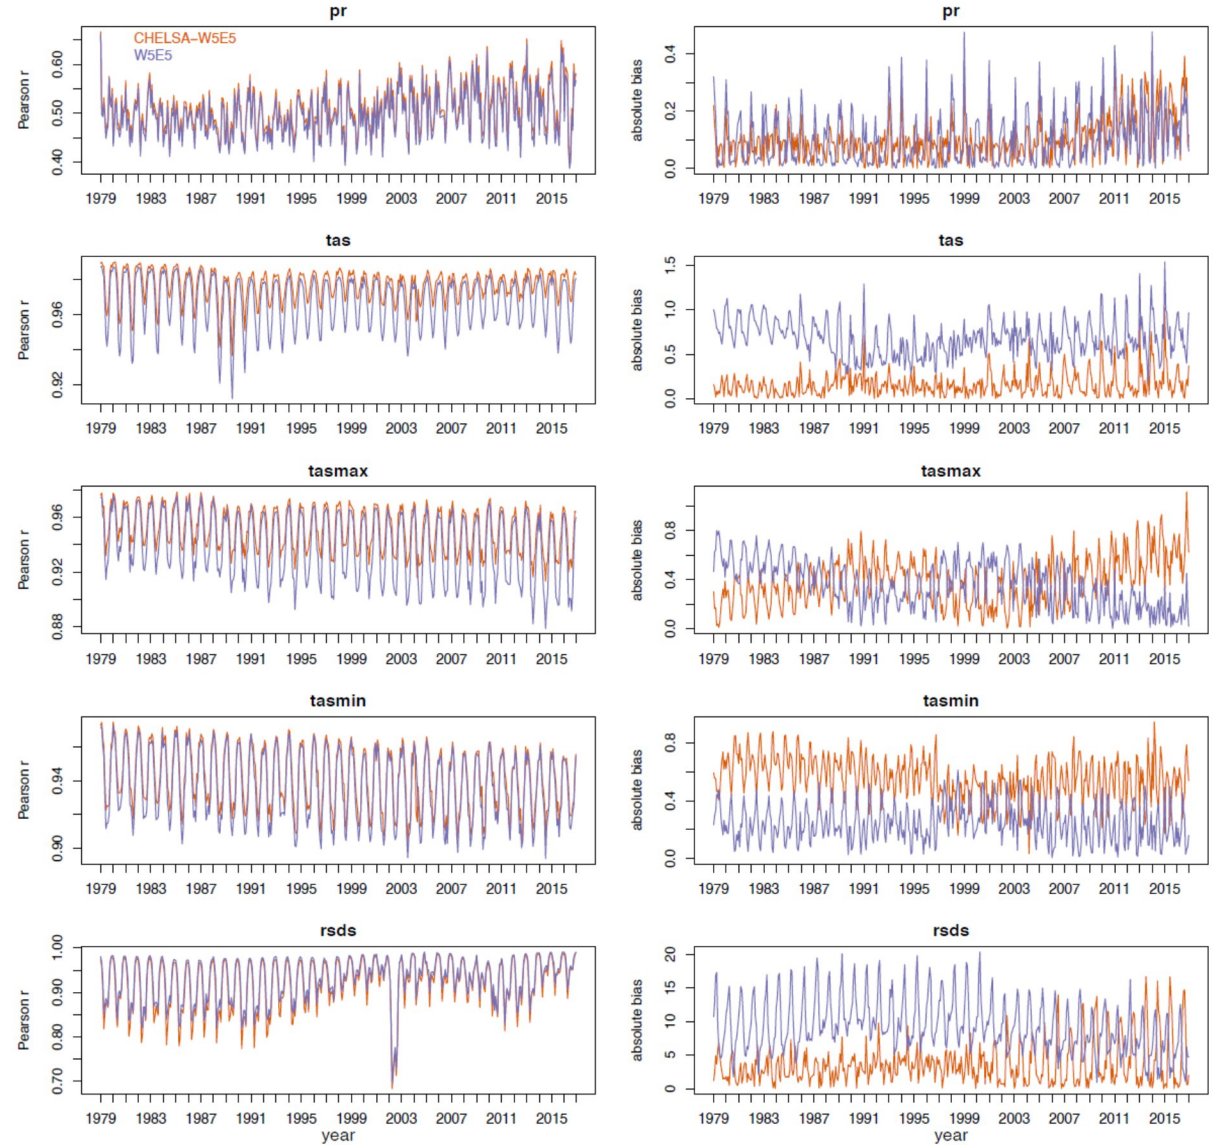 pr
CHELSA-W5E5
W5E5
Pearson r
0.40 0.50 0.60
1979 1983 1987 1991 1995 1999 2003 2007 2011 2015
pr
absolute bias
0.0 0.2 0.4
1979 1983 1987 1991 1995 1999 2003 2007 2011 2015
tas
Pearson r
0.92 0.96
1979 1983 1987 1991 1995 1999 2003 2007 2011 2015
tas
absolute bias
0.0 0.5 1.0 1.5
1979 1983 1987 1991 1995 1999 2003 2007 2011 2015
tasmax
Pearson r
0.88 0.92 0.96
1979 1983 1987 1991 1995 1999 2003 2007 2011 2015
tasmax
absolute bias
0.0 0.4 0.8
1979 1983 1987 1991 1995 1999 2003 2007 2011 2015
tasmin
Pearson r
0.90 0.94
1979 1983 1987 1991 1995 1999 2003 2007 2011 2015
tasmin
absolute bias
0.0 0.4 0.8
1979 1983 1987 1991 1995 1999 2003 2007 2011 2015
rsds
Pearson r
0.70 0.80 0.90 1.00
1979 1983 1987 1991 1995 1999 2003 2007 2011 2015
year
rsds
absolute bias
0 5 10 15 20
1979 1983 1987 1991 1995 1999 2003 2007 2011 2015
year